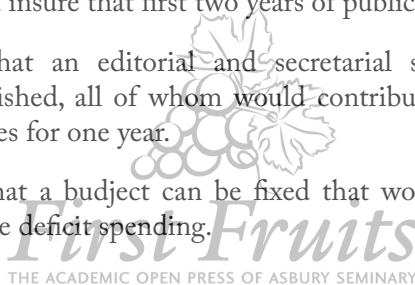 insure that first two years of public
hat an editorial and secretarial s
ished, all of whom would contribu
es for one year.
hat a budject can be fixed that wo
e deficit spending.
First Fruits
THE ACADEMIC OPEN PRESS OF ASBURY SEMINARY